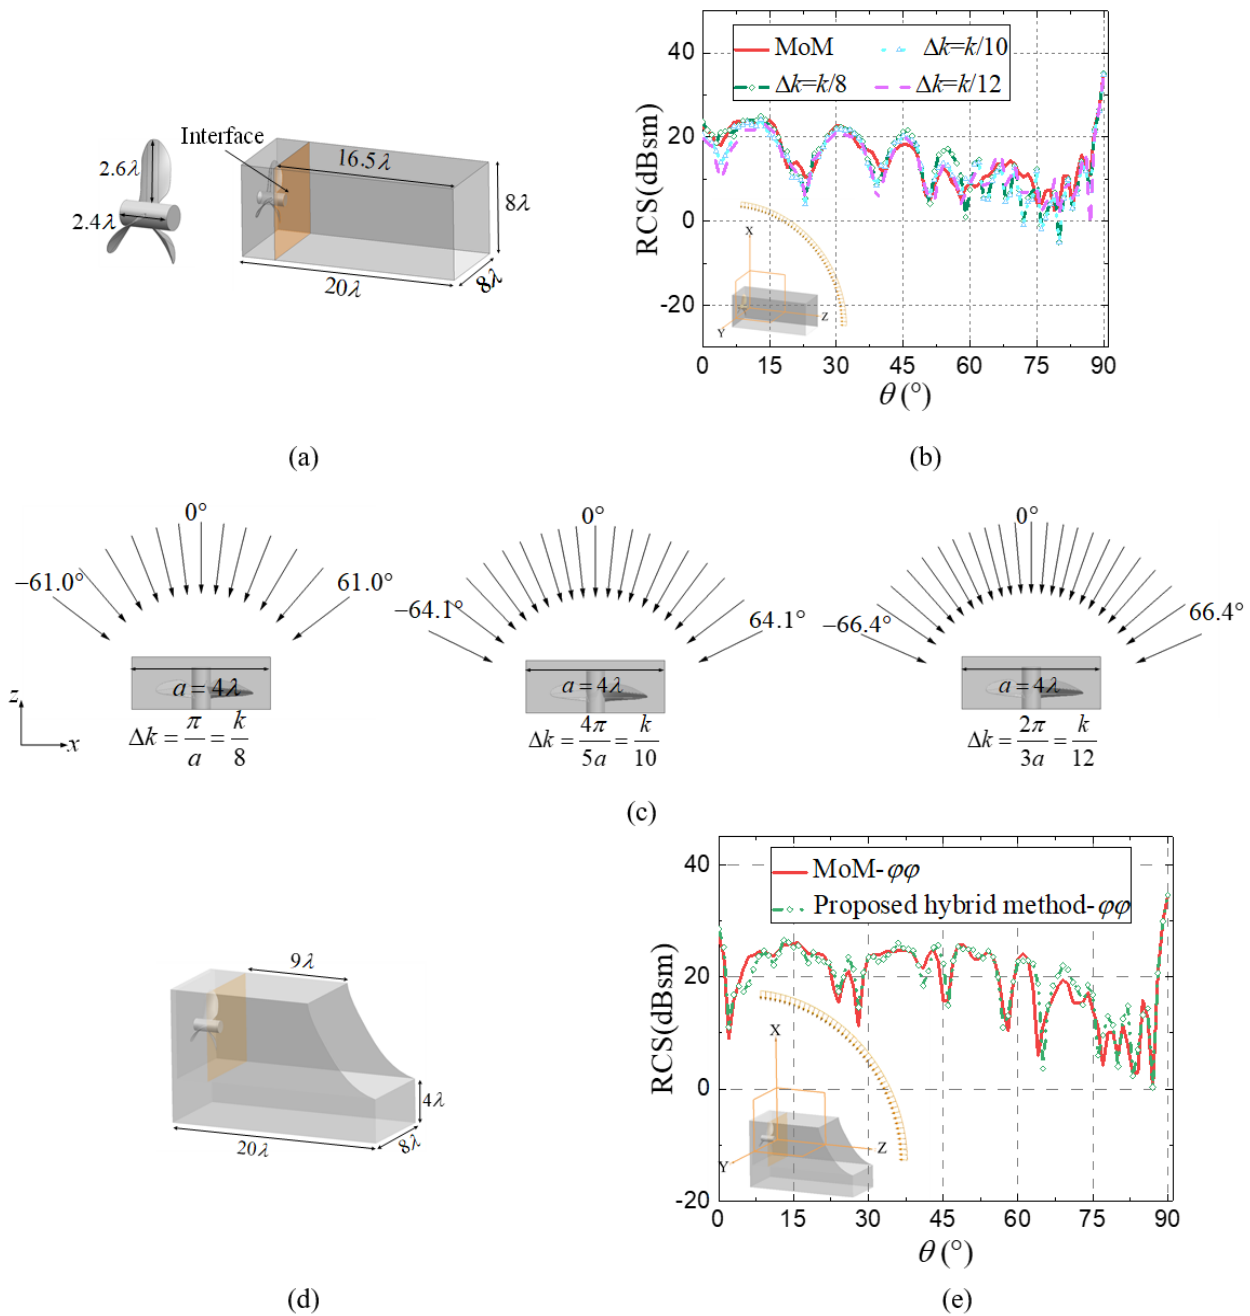 Interface
2.6λ
2.4λ
16.5λ
8λ
20λ
8λ
(a)
RCS(dBsm)
40
20
0
-20
MoM
Δk=k/10
Δk=k/8
Δk=k/12
X
Y
Z
0
15
30
45
60
75
90
θ (°)
(b)
0°
−61.0°
61.0°
a = 4λ
Δk = π/a = k/8
z
x
0°
−64.1°
64.1°
a = 4λ
Δk = 4π/5a = k/10
0°
−66.4°
66.4°
a = 4λ
Δk = 2π/3a = k/12
(c)
9λ
4λ
8λ
20λ
(d)
RCS(dBsm)
40
20
0
-20
MoM-φφ
Proposed hybrid method-φφ
X
Y
Z
0
15
30
45
60
75
90
θ (°)
(e)